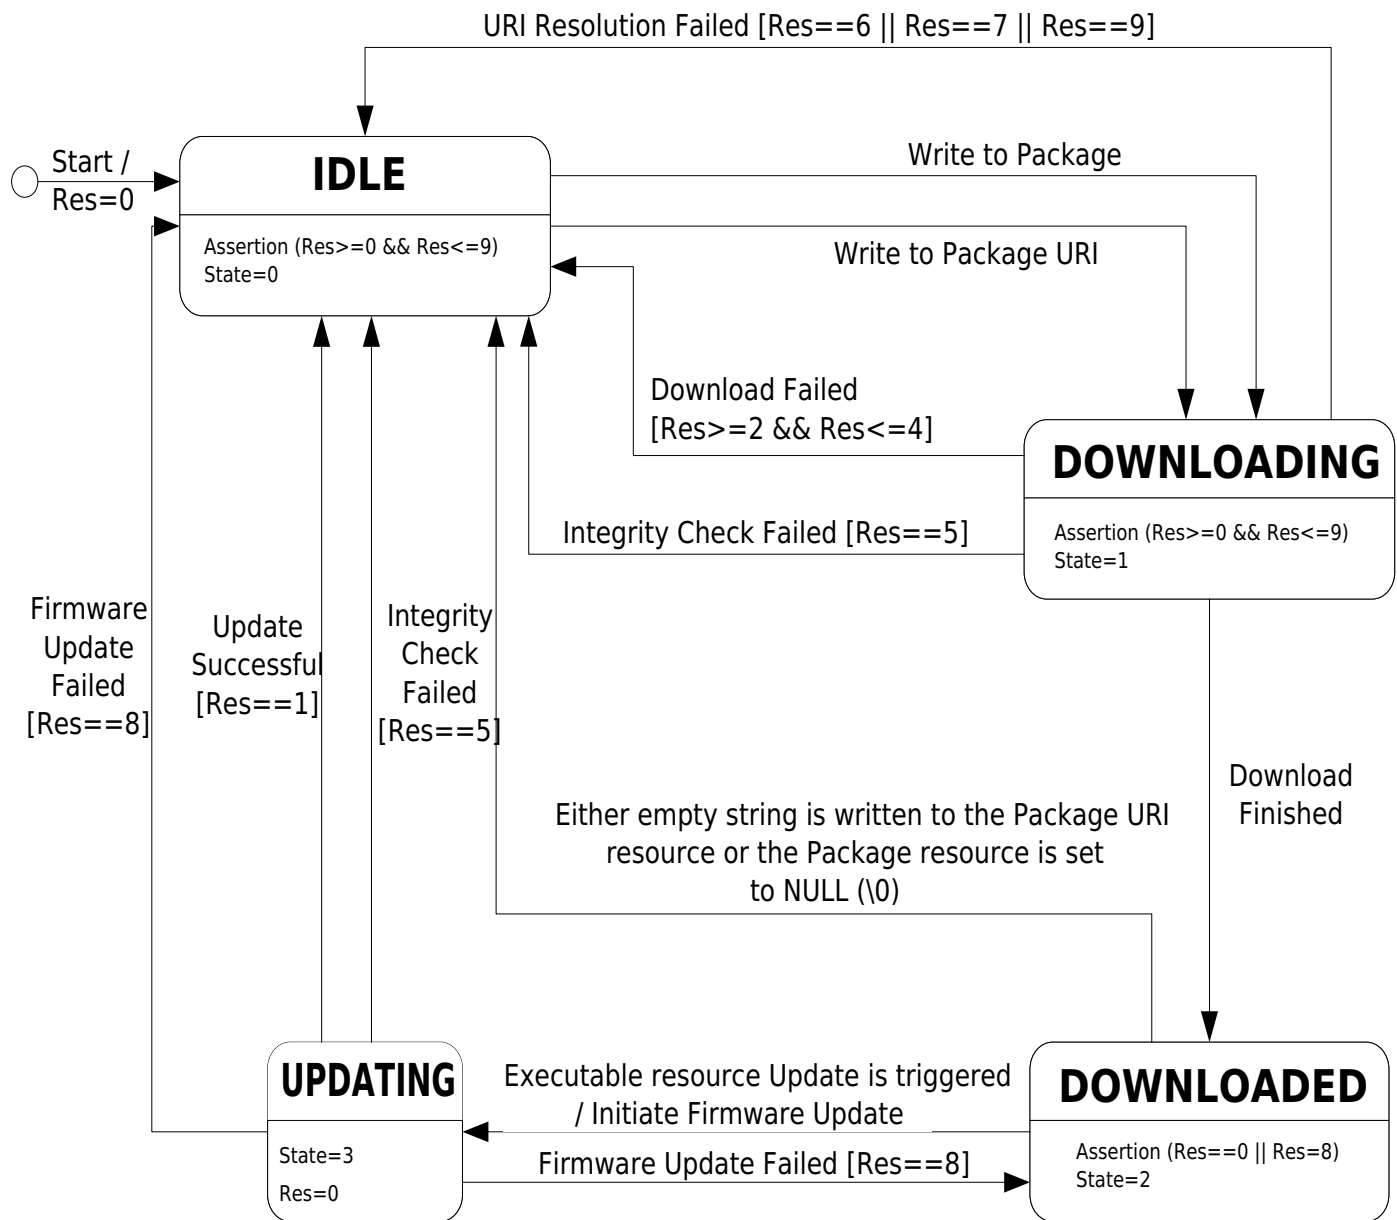 URI Resolution Failed [Res==6 || Res==7 || Res==9]
Start /
Res=0
IDLE
Assertion (Res>=0 && Res<=9)
State=0
Write to Package
Write to Package URI
Download Failed
[Res>=2 && Res<=4]
DOWNLOADING
Assertion (Res>=0 && Res<=9)
State=1
Integrity Check Failed [Res==5]
Firmware
Update
Failed
[Res==8]
Update
Successful
[Res==1]
Integrity
Check
Failed
[Res==5]
Download
Finished
Either empty string is written to the Package URI
resource or the Package resource is set
to NULL (\0)
UPDATING
State=3
Res=0
Executable resource Update is triggered
/ Initiate Firmware Update
Firmware Update Failed [Res==8]
DOWNLOADED
Assertion (Res==0 || Res=8)
State=2